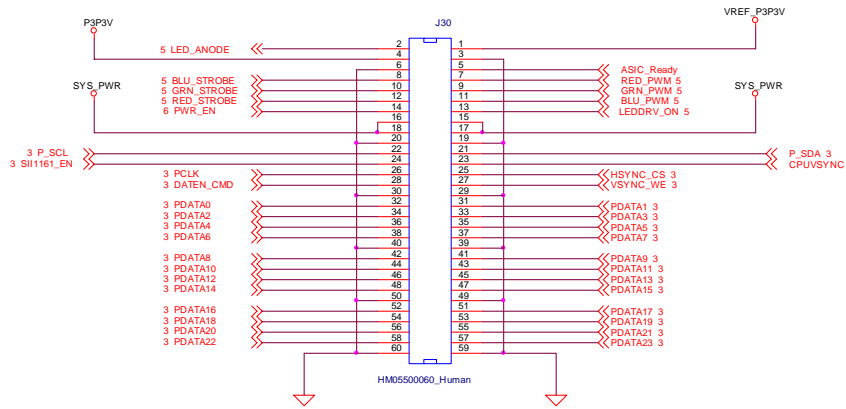 J30
P3P3V
VREF_P3P3V
5 LED_ANODE
2 1
4 3
6 5 ASIC_Ready
5 BLU_STROBE 8 7 RED_PWM 5
5 GRN_STROBE 10 9 GRN_PWM 5
5 RED_STROBE 12 11 BLU_PWM 5
6 PWR_EN 14 13 LEDDRV_ON 5
SYS_PWR SYS_PWR
16 15
18 17
20 19
3 P_SCL 22 21 P_SDA 3
3 SII1161_EN 24 23 CPUVSYNC
3 PCLK 26 25 HSYNC_CS 3
3 DATEN_CMD 28 27 VSYNC_WE 3
30 29
3 PDATA0 32 31 PDATA1 3
3 PDATA2 34 33 PDATA3 3
3 PDATA4 36 35 PDATA5 3
3 PDATA6 38 37 PDATA7 3
40 39
3 PDATA8 42 41 PDATA9 3
3 PDATA10 44 43 PDATA11 3
3 PDATA12 46 45 PDATA13 3
3 PDATA14 48 47 PDATA15 3
50 49
3 PDATA16 52 51 PDATA17 3
3 PDATA18 54 53 PDATA19 3
3 PDATA20 56 55 PDATA21 3
3 PDATA22 58 57 PDATA23 3
60 59
HM05500060_Human